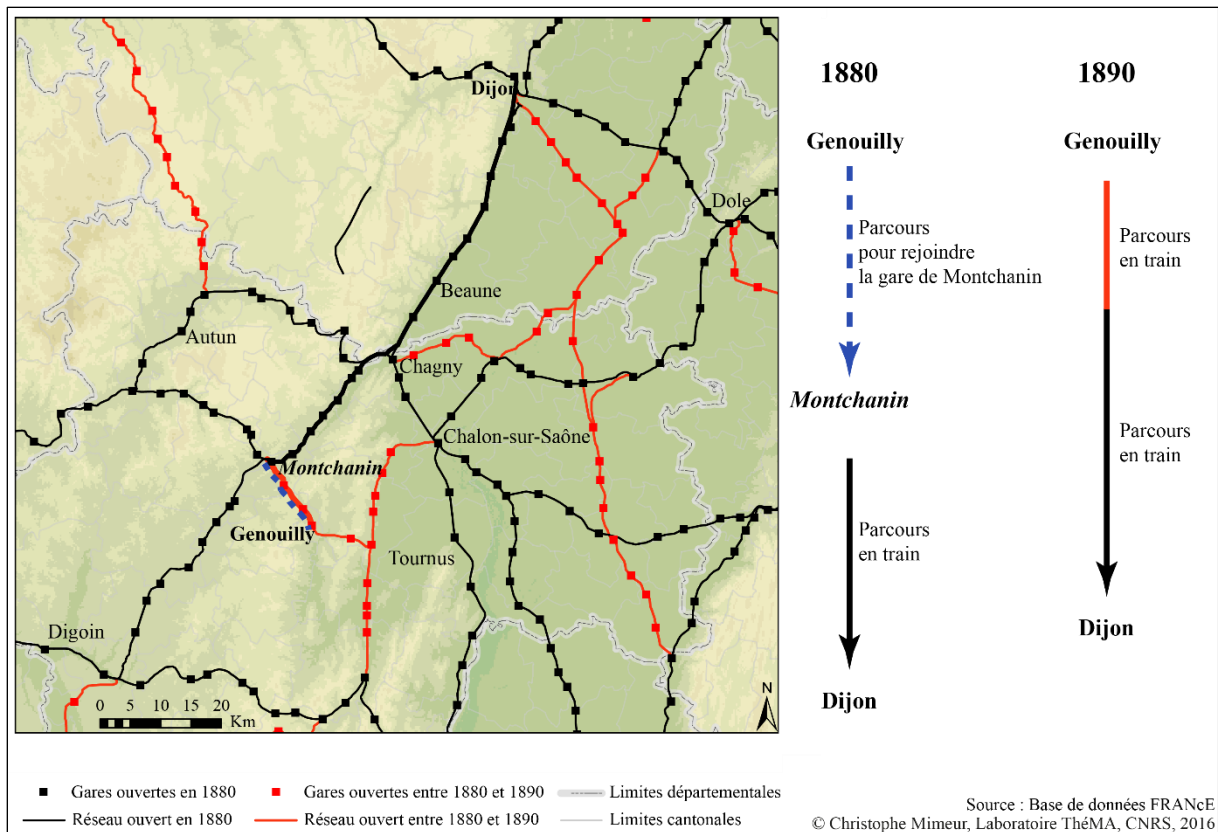 Dijon
Dole
Beaune
Autun
Chagny
Chalon-sur-Saône
Montchanin
Genouilly
Tournus
Digoin
0 5 10 15 20
Km
N
1880
Genouilly
Parcours
pour rejoindre
la gare de Montchanin
Montchanin
Parcours
en train
Dijon
1890
Genouilly
Parcours
en train
Parcours
en train
Dijon
Gares ouvertes en 1880
Gares ouvertes entre 1880 et 1890
Limites départementales
Réseau ouvert en 1880
Réseau ouvert entre 1880 et 1890
Limites cantonales
Source : Base de données FRANcE
© Christophe Mimeur, Laboratoire ThéMA, CNRS, 2016